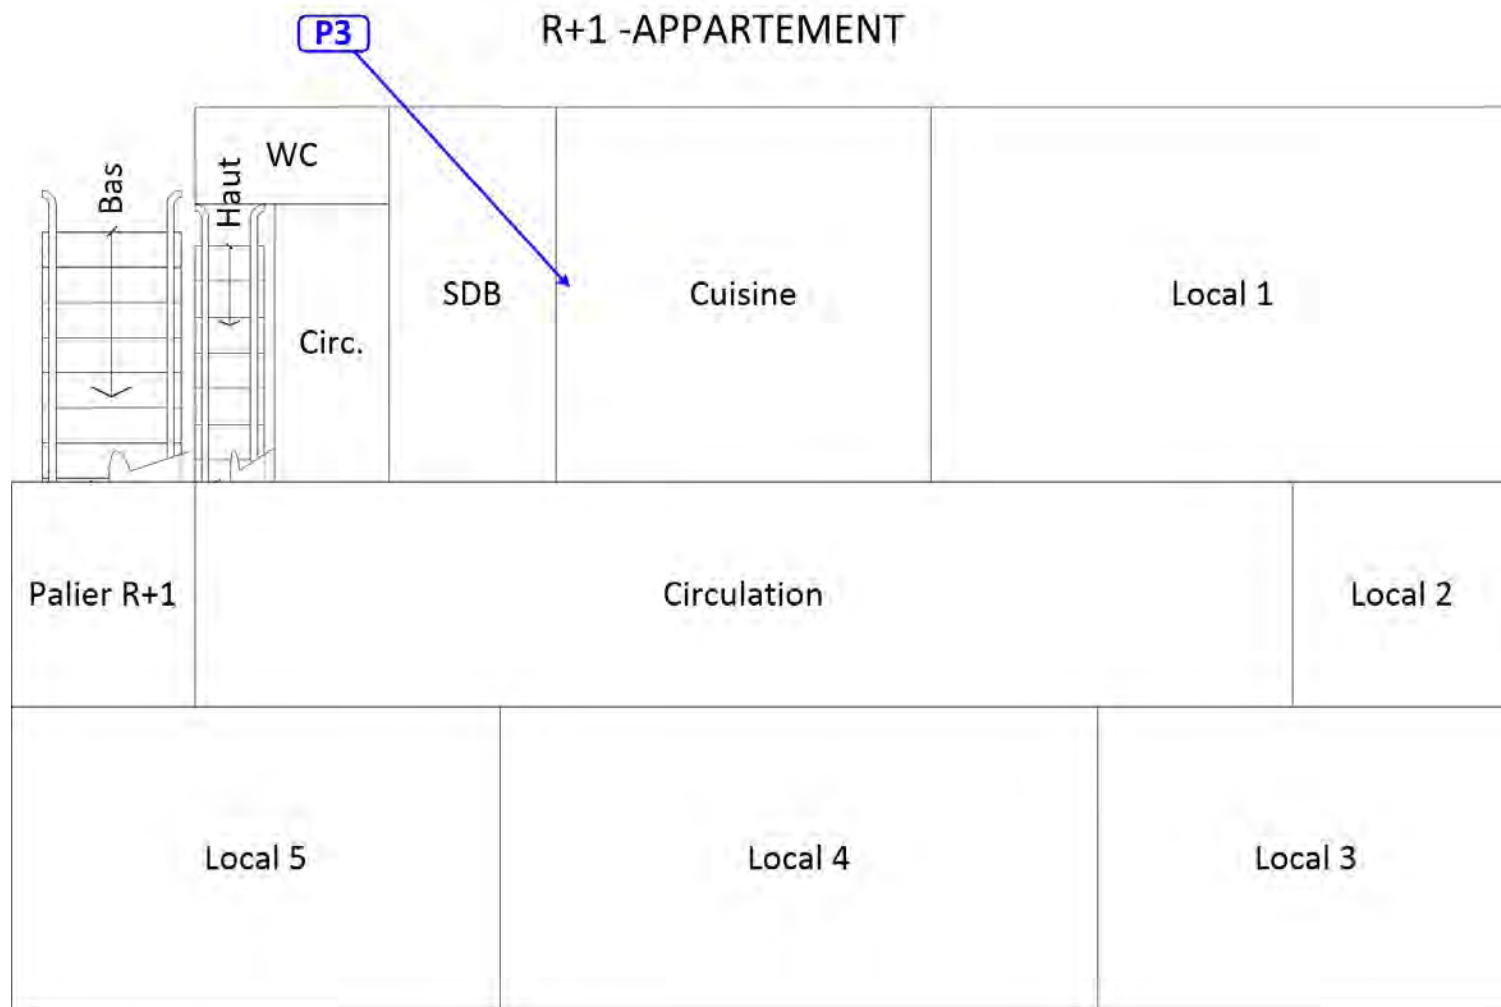 P3
R+1 -APPARTEMENT
WC
Bas
Haut
SDB
Cuisine
Local 1
Circ.
Palier R+1
Circulation
Local 2
Local 5
Local 4
Local 3